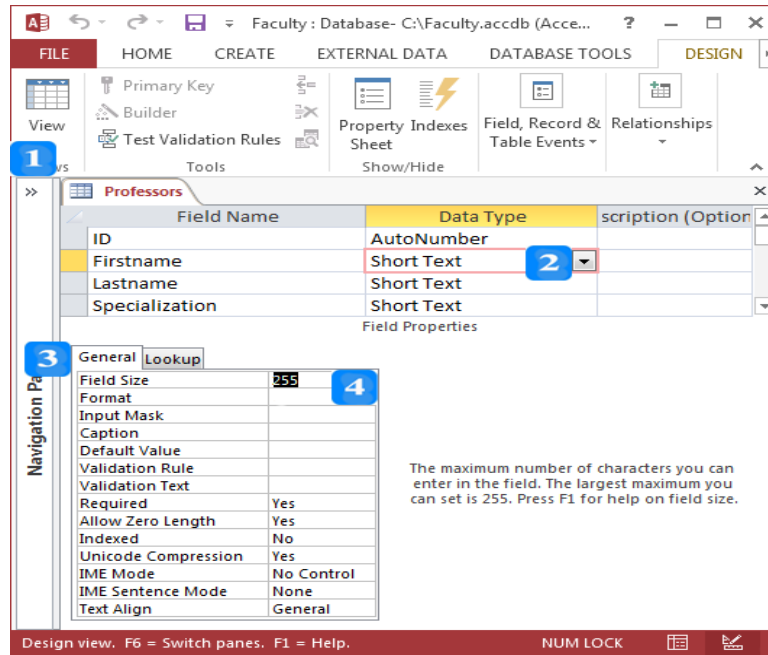 Faculty : Database- C:\Faculty.accdb (Acce... ?
FILE HOME CREATE EXTERNAL DATA DATABASE TOOLS DESIGN
View
Primary Key
Builder
Test Validation Rules
Property Sheet
Indexes
Field, Record & Table Events
Relationships
1
ws Tools Show/Hide
» Professors
Field Name Data Type scription (Option
ID AutoNumber
Firstname Short Text 2
Lastname Short Text
Specialization Short Text
Field Properties
3
General Lookup
Field Size 255 4
Format
Input Mask
Caption
Default Value
Validation Rule
Validation Text
Required Yes
Allow Zero Length Yes
Indexed No
Unicode Compression Yes
IME Mode No Control
IME Sentence Mode None
Text Align General
Navigation Pa
The maximum number of characters you can
enter in the field. The largest maximum you
can set is 255. Press F1 for help on field size.
Design view. F6 = Switch panes. F1 = Help. NUM LOCK